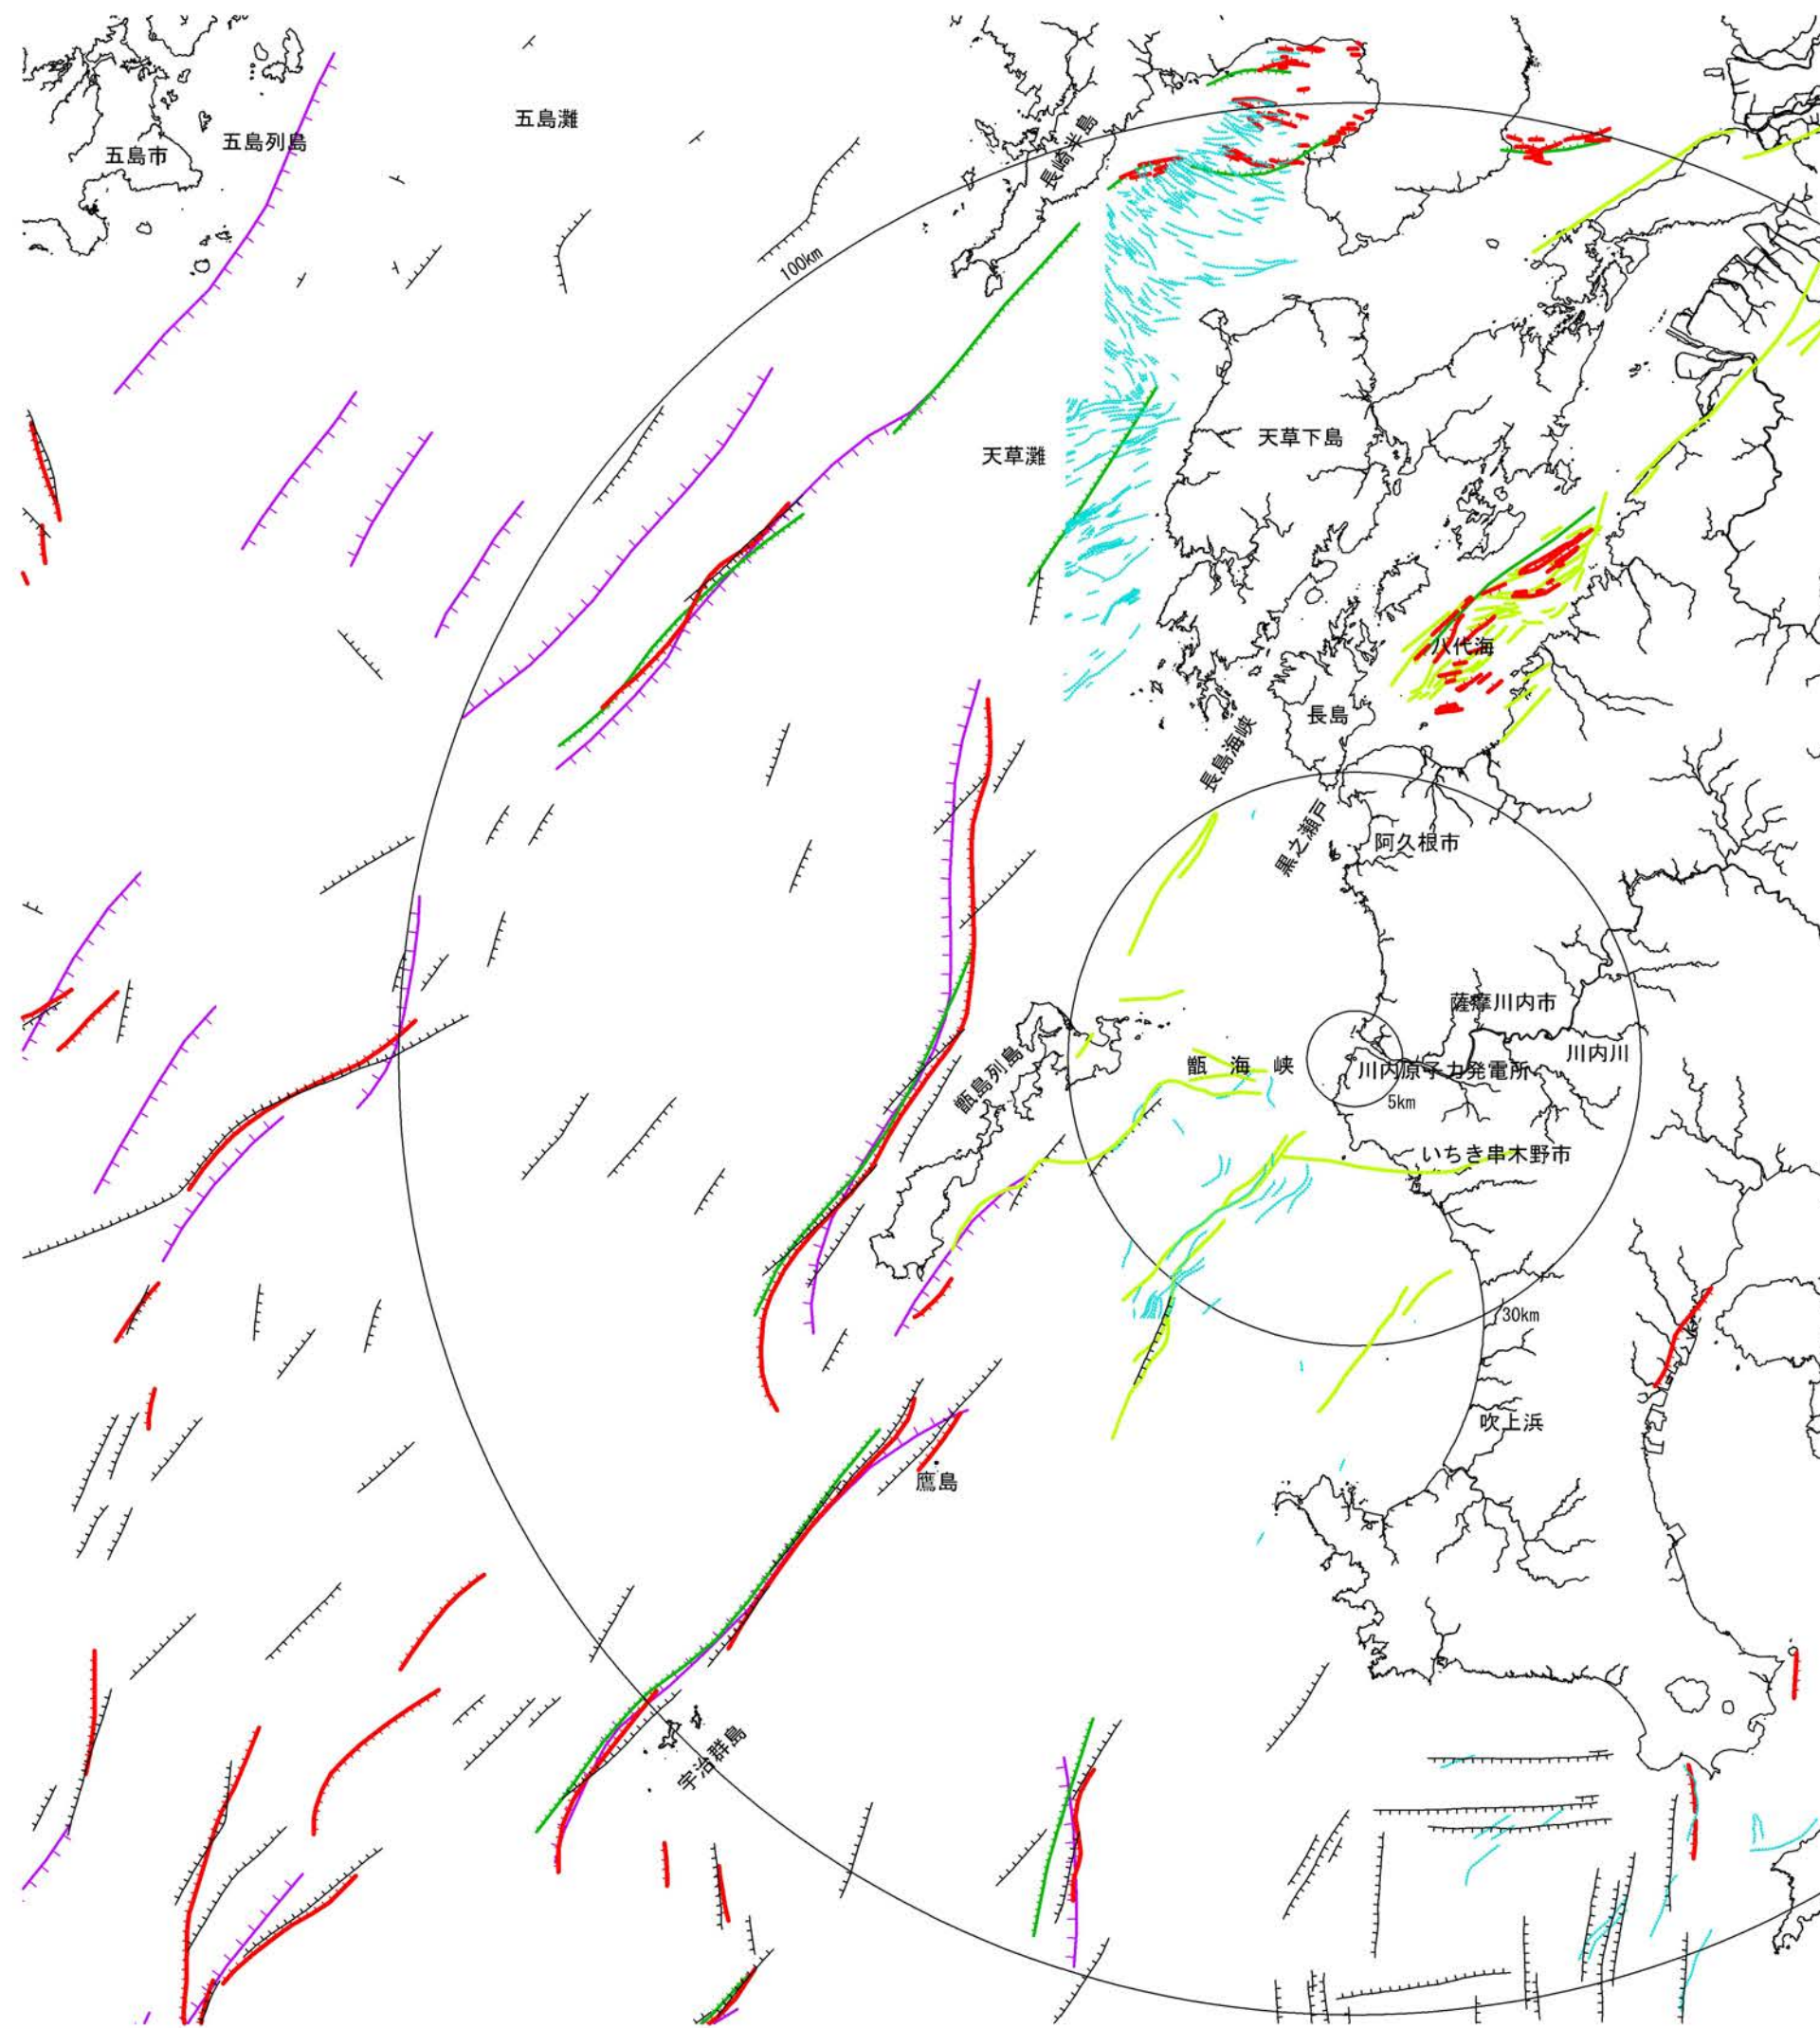 五島灘
五島列島
五島市
長崎半島
100km
天草灘
天草下島
八代海
長島
長島海峡
黒之瀬戸
阿久根市
薩摩川内市
川内川
甑海峡
川内原子力発電所
5km
甑島列島
いちき串木野市
30km
吹上浜
鷹島
宇治群島